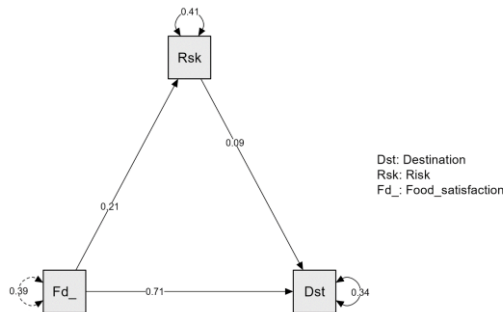 0.41
Rsk
0.09
Dst: Destination
Rsk: Risk
Fd_: Food_satisfaction
0.21
0.39
Fd_
0.71
Dst
0.34